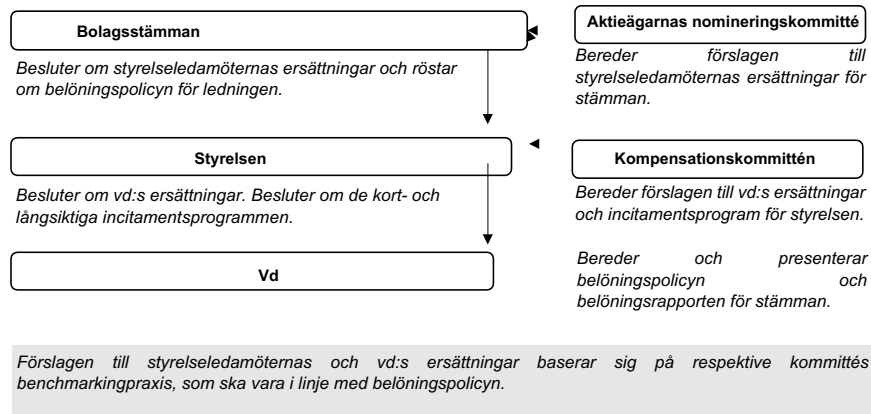 Bolagsstämman
Besluter om styrelseledamöternas ersättningar och röstar
om belöningspolicyn för ledningen.
Aktieägarnas nomineringskommitté
Bereder förslagen till
styrelseledamöternas ersättningar för
stämman.
Styrelsen
Besluter om vd:s ersättningar. Besluter om de kort- och
långsiktiga incitamentsprogrammen.
Kompensationskommittén
Bereder förslagen till vd:s ersättningar
och incitamentsprogram för styrelsen.
Bereder och presenterar
belöningspolicyn och
belöningsrapporten för stämman.
Vd
Förslagen till styrelseledamöternas och vd:s ersättningar baserar sig på respektive kommittés
benchmarkingpraxis, som ska vara i linje med belöningspolicyn.